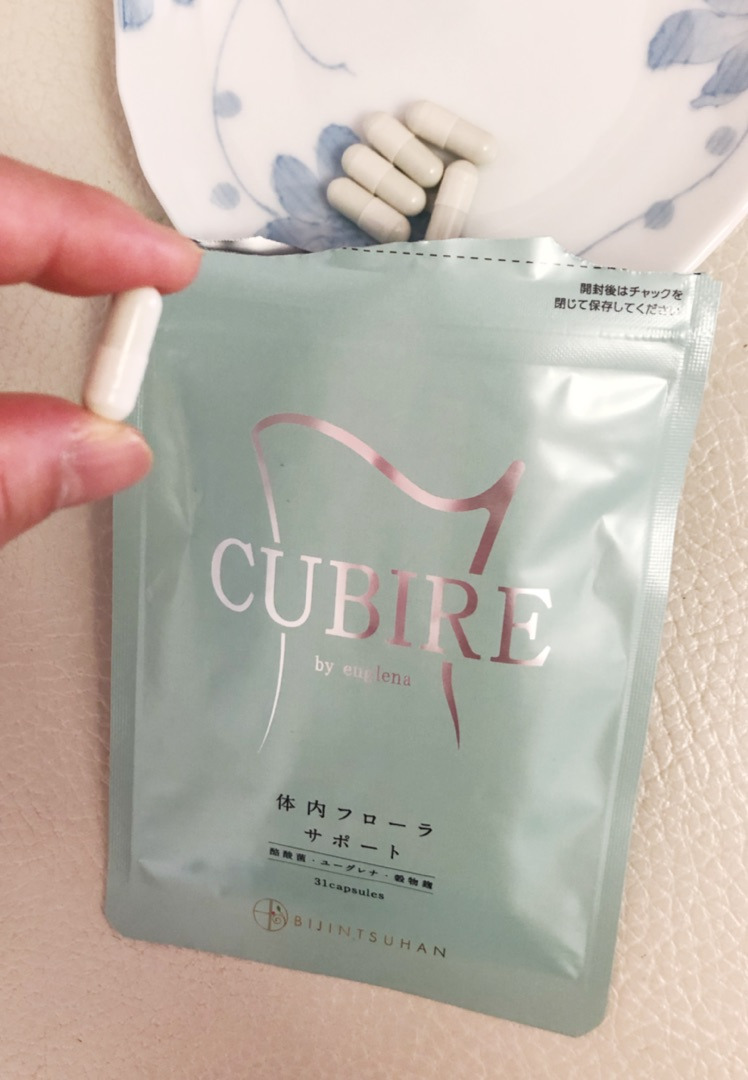 開封後はチャックを
閉じて保存してください
CUBIRE
by euglena
体内フローラ
サポート
酪酸菌・ユーグレナ・穀物麹
31capsules
BIJINTSUHAN